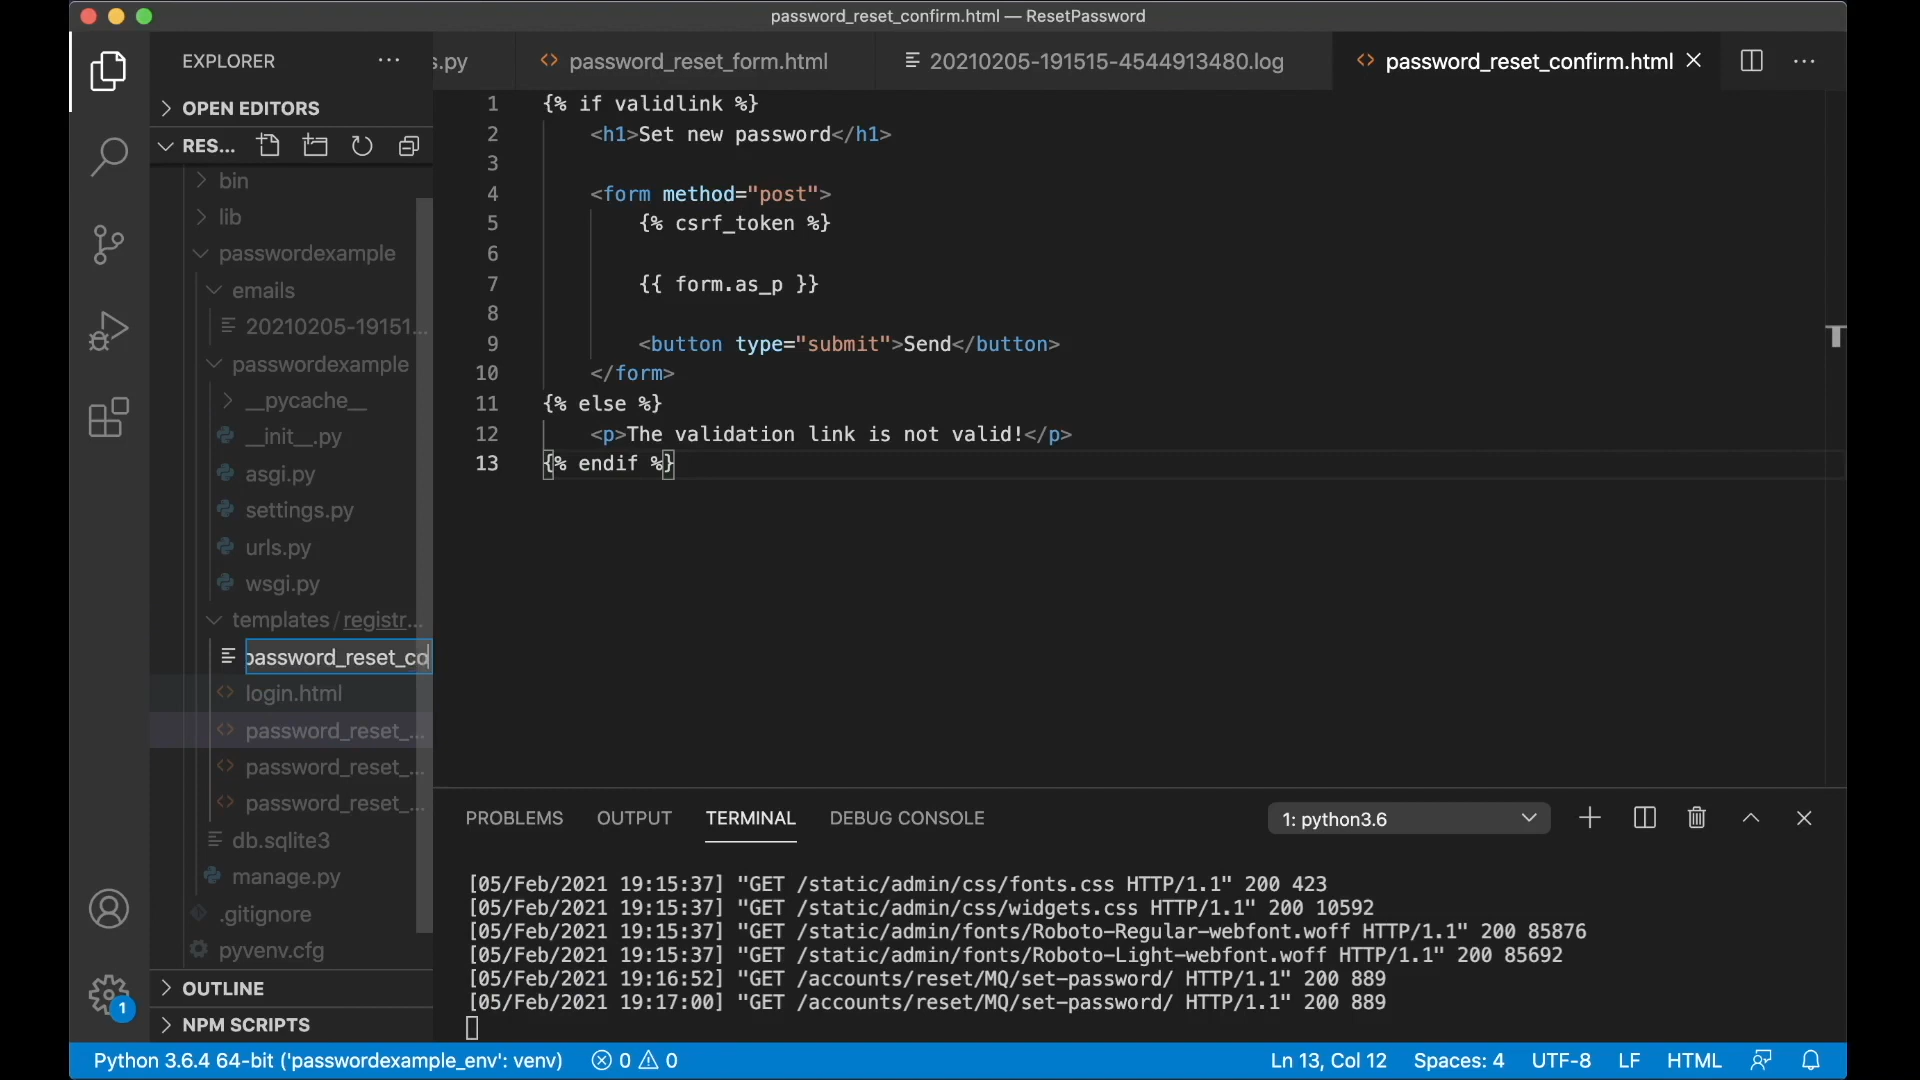 password_reset_confirm.html — ResetPassword
EXPLORER
s.py
password_reset_form.html
20210205-191515-4544913480.log
password_reset_confirm.html
OPEN EDITORS
RES...
bin
lib
passwordexample
emails
20210205-19151...
passwordexample
__pycache__
__init__.py
asgi.py
settings.py
urls.py
wsgi.py
templates/registr...
password_reset_co
login.html
password_reset_...
password_reset_...
password_reset_...
db.sqlite3
manage.py
.gitignore
pyvenv.cfg
OUTLINE
NPM SCRIPTS
1 {% if validlink %}
2 <h1>Set new password</h1>
3
4 <form method="post">
5 {% csrf_token %}
6
7 {{ form.as_p }}
8
9 <button type="submit">Send</button>
10 </form>
11 {% else %}
12 <p>The validation link is not valid!</p>
13 {% endif %}
PROBLEMS OUTPUT TERMINAL DEBUG CONSOLE
1: python3.6
[05/Feb/2021 19:15:37] "GET /static/admin/css/fonts.css HTTP/1.1" 200 423
[05/Feb/2021 19:15:37] "GET /static/admin/css/widgets.css HTTP/1.1" 200 10592
[05/Feb/2021 19:15:37] "GET /static/admin/fonts/Roboto-Regular-webfont.woff HTTP/1.1" 200 85876
[05/Feb/2021 19:15:37] "GET /static/admin/fonts/Roboto-Light-webfont.woff HTTP/1.1" 200 85692
[05/Feb/2021 19:16:52] "GET /accounts/reset/MQ/set-password/ HTTP/1.1" 200 889
[05/Feb/2021 19:17:00] "GET /accounts/reset/MQ/set-password/ HTTP/1.1" 200 889
1
Python 3.6.4 64-bit ('passwordexample_env': venv) 0 0
Ln 13, Col 12 Spaces: 4 UTF-8 LF HTML